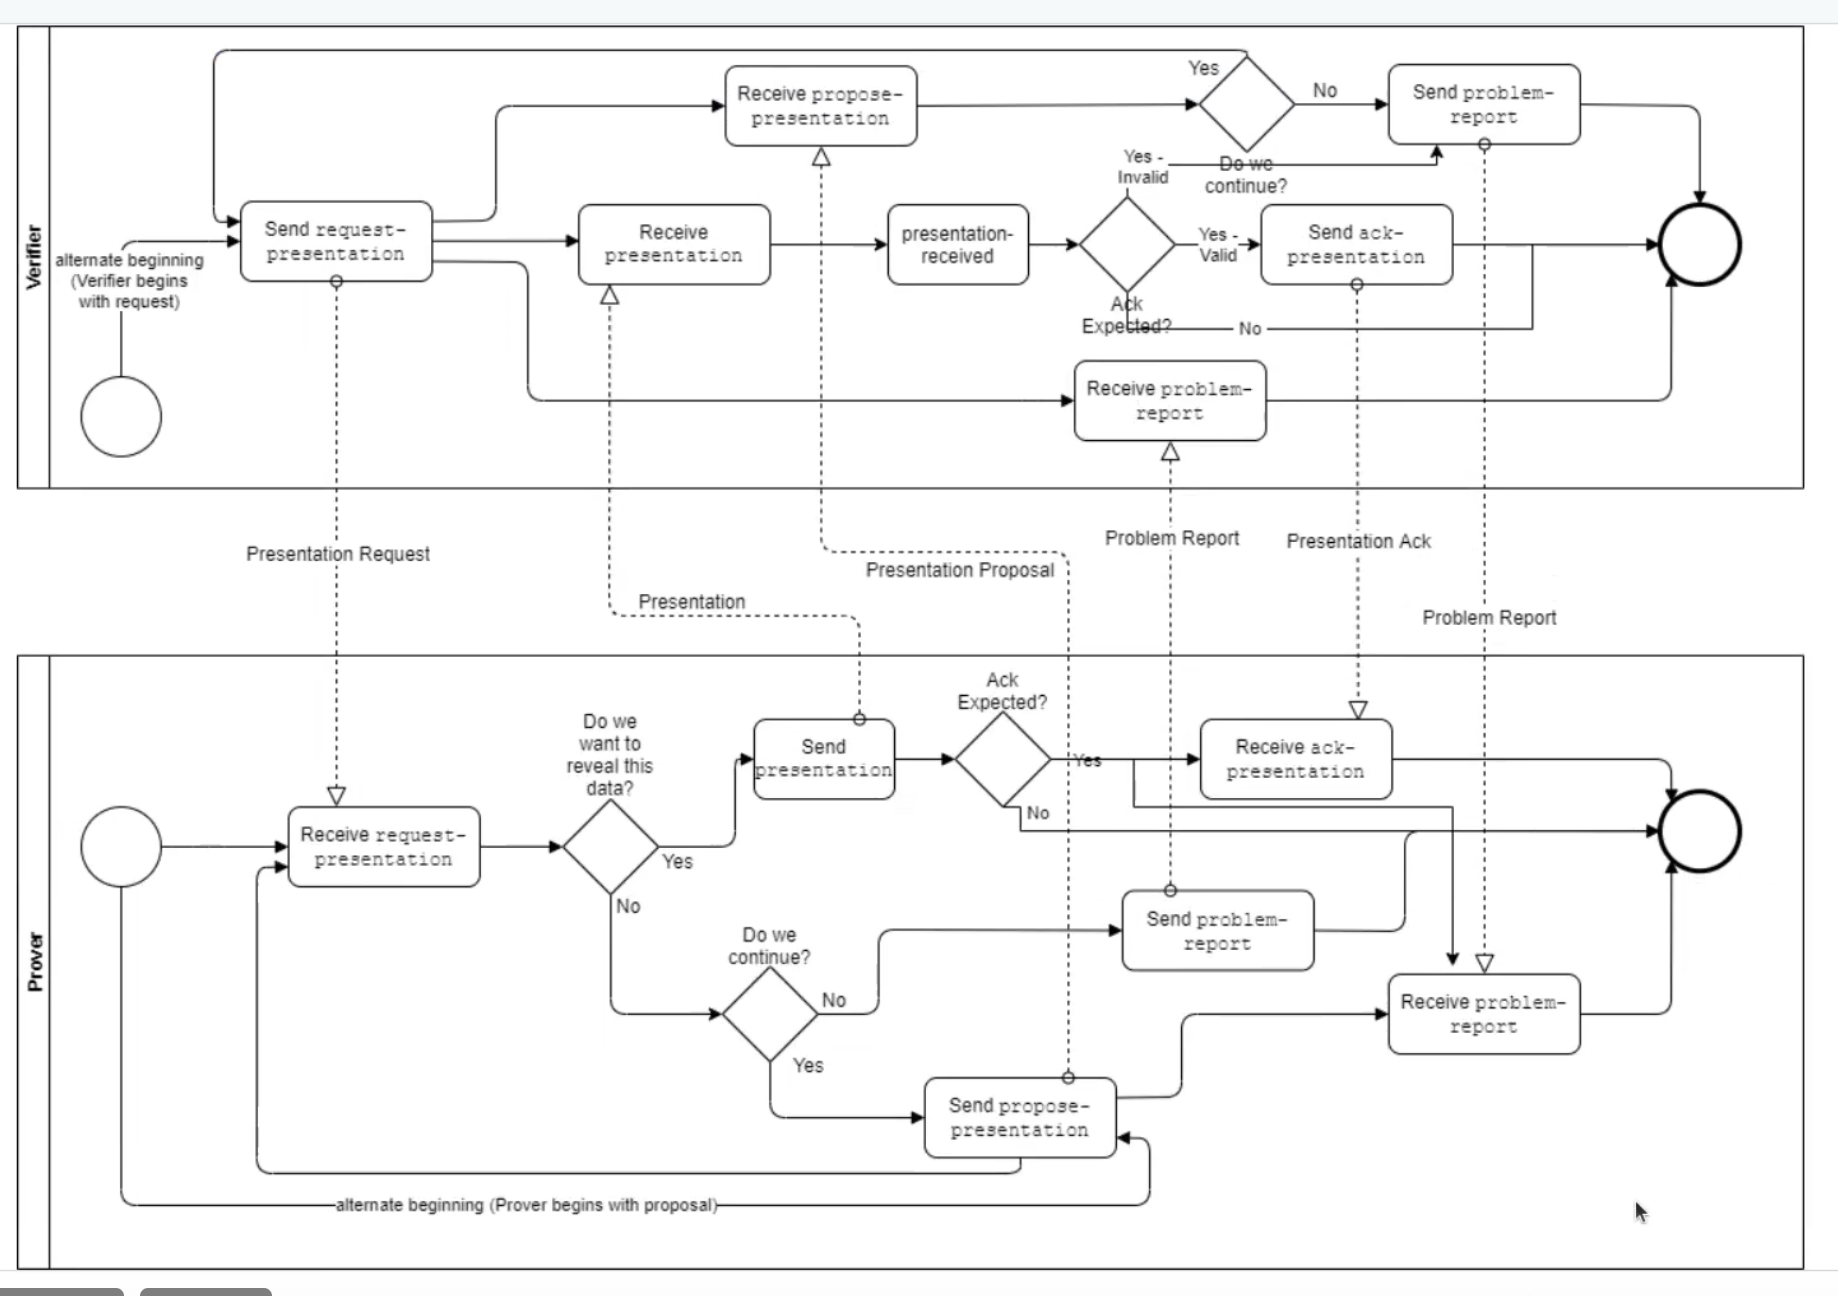 Verifier
Yes
No
Receive propose-
presentation
Send problem-
report
Do we
continue?
Yes -
Invalid
Send request-
presentation
Receive
presentation
presentation-
received
Yes -
Valid
Send ack-
presentation
alternate beginning
(Verifier begins
with request)
Ack
Expected?
No
Receive problem-
report
Presentation Request
Presentation
Presentation Proposal
Problem Report
Presentation Ack
Problem Report
Prover
Do we
want to
reveal this
data?
Send
presentation
Ack
Expected?
Yes
Receive ack-
presentation
No
Receive request-
presentation
Yes
No
Do we
continue?
No
Send problem-
report
Yes
Receive problem-
report
Send propose-
presentation
alternate beginning (Prover begins with proposal)